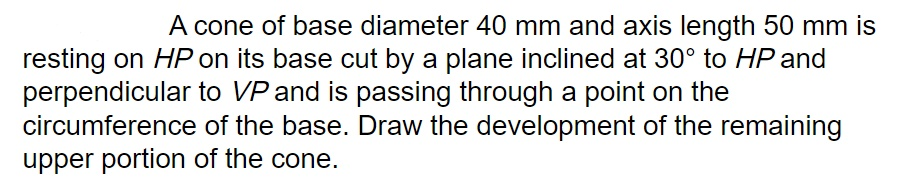 A cone of base diameter 40 mm and axis length 50 mm is
resting on HP on its base cut by a plane inclined at 30° to HP and
perpendicular to VP and is passing through a point on the
circumference of the base. Draw the development of the remaining
upper portion of the cone.